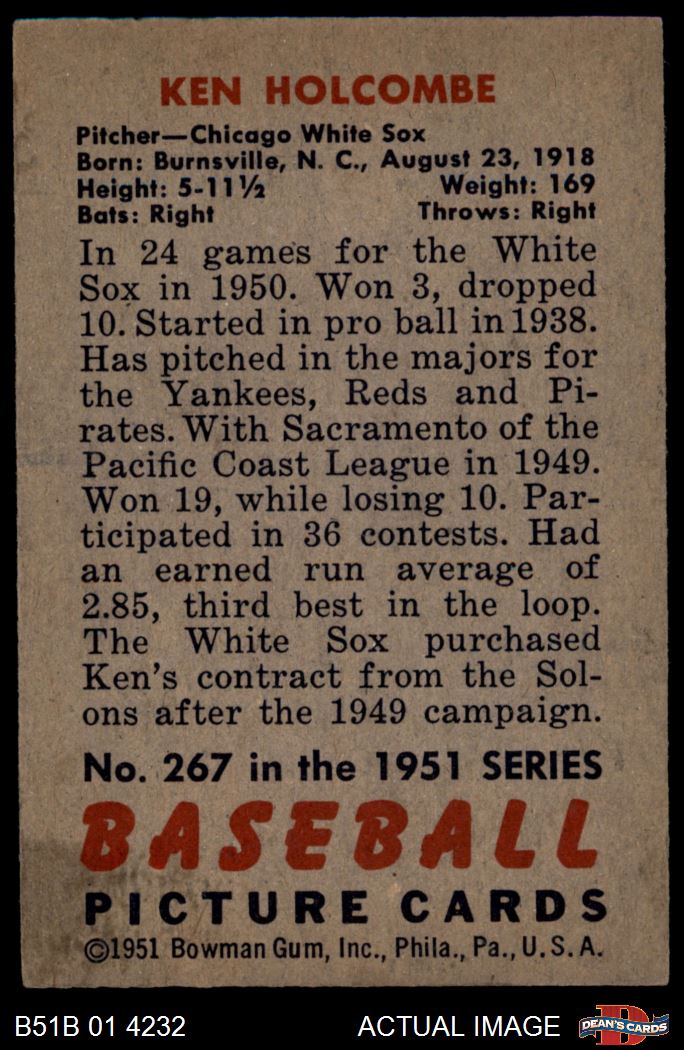 KEN HOLCOMBE
Pitcher—Chicago White Sox
Born: Burnsville, N. C., August 23, 1918
Height: 5-11½ Weight: 169
Bats: Right Throws: Right
In 24 games for the White
Sox in 1950. Won 3, dropped
10. Started in pro ball in 1938.
Has pitched in the majors for
the Yankees, Reds and Pi-
rates. With Sacramento of the
Pacific Coast League in 1949.
Won 19, while losing 10. Par-
ticipated in 36 contests. Had
an earned run average of
2.85, third best in the loop.
The White Sox purchased
Ken's contract from the Sol-
ons after the 1949 campaign.
No. 267 in the 1951 SERIES
BASEBALL
PICTURE CARDS
©1951 Bowman Gum, Inc., Phila., Pa., U. S. A.
B51B 01 4232 ACTUAL IMAGE D DEAN'S CARDS